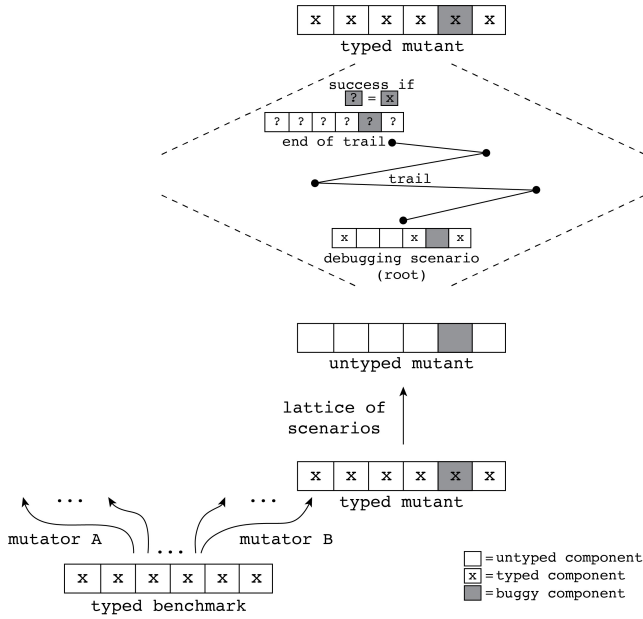 x x x x x x
typed mutant
success if
? = x
? ? ? ? ? ?
end of trail
trail
x x x
debugging scenario
(root)
untyped mutant
lattice of
scenarios
x x x x x x
typed mutant
... ...
mutator A ... mutator B
x x x x x x
typed benchmark
=untyped component
x =typed component
=buggy component